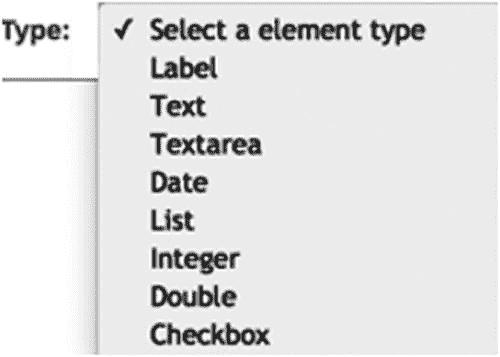 Type: ✓ Select a element type
Label
Text
Textarea
Date
List
Integer
Double
Checkbox